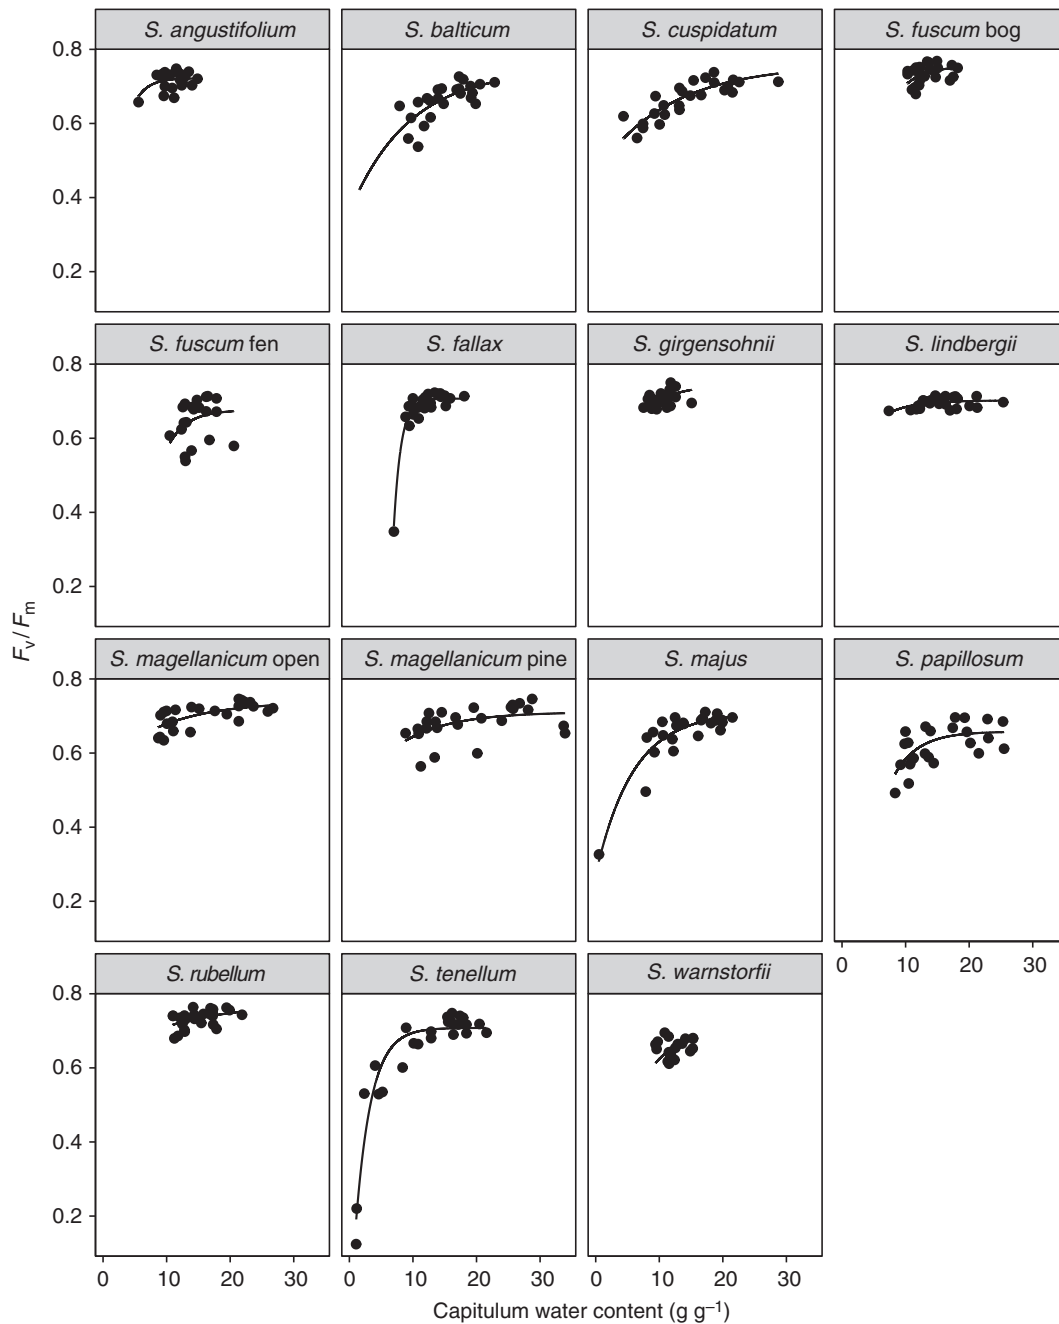 S. angustifolium
S. balticum
S. cuspidatum
S. fuscum bog
0.8
0.6
0.4
0.2
S. fuscum fen
S. fallax
S. girgensohnii
S. lindbergii
0.8
0.6
0.4
0.2
Fv / Fm
S. magellanicum open
S. magellanicum pine
S. majus
S. papillosum
0.8
0.6
0.4
0.2
0 10 20 30
S. rubellum
S. tenellum
S. warnstorfii
0.8
0.6
0.4
0.2
0 10 20 30
0 10 20 30
0 10 20 30
Capitulum water content (g g–1)